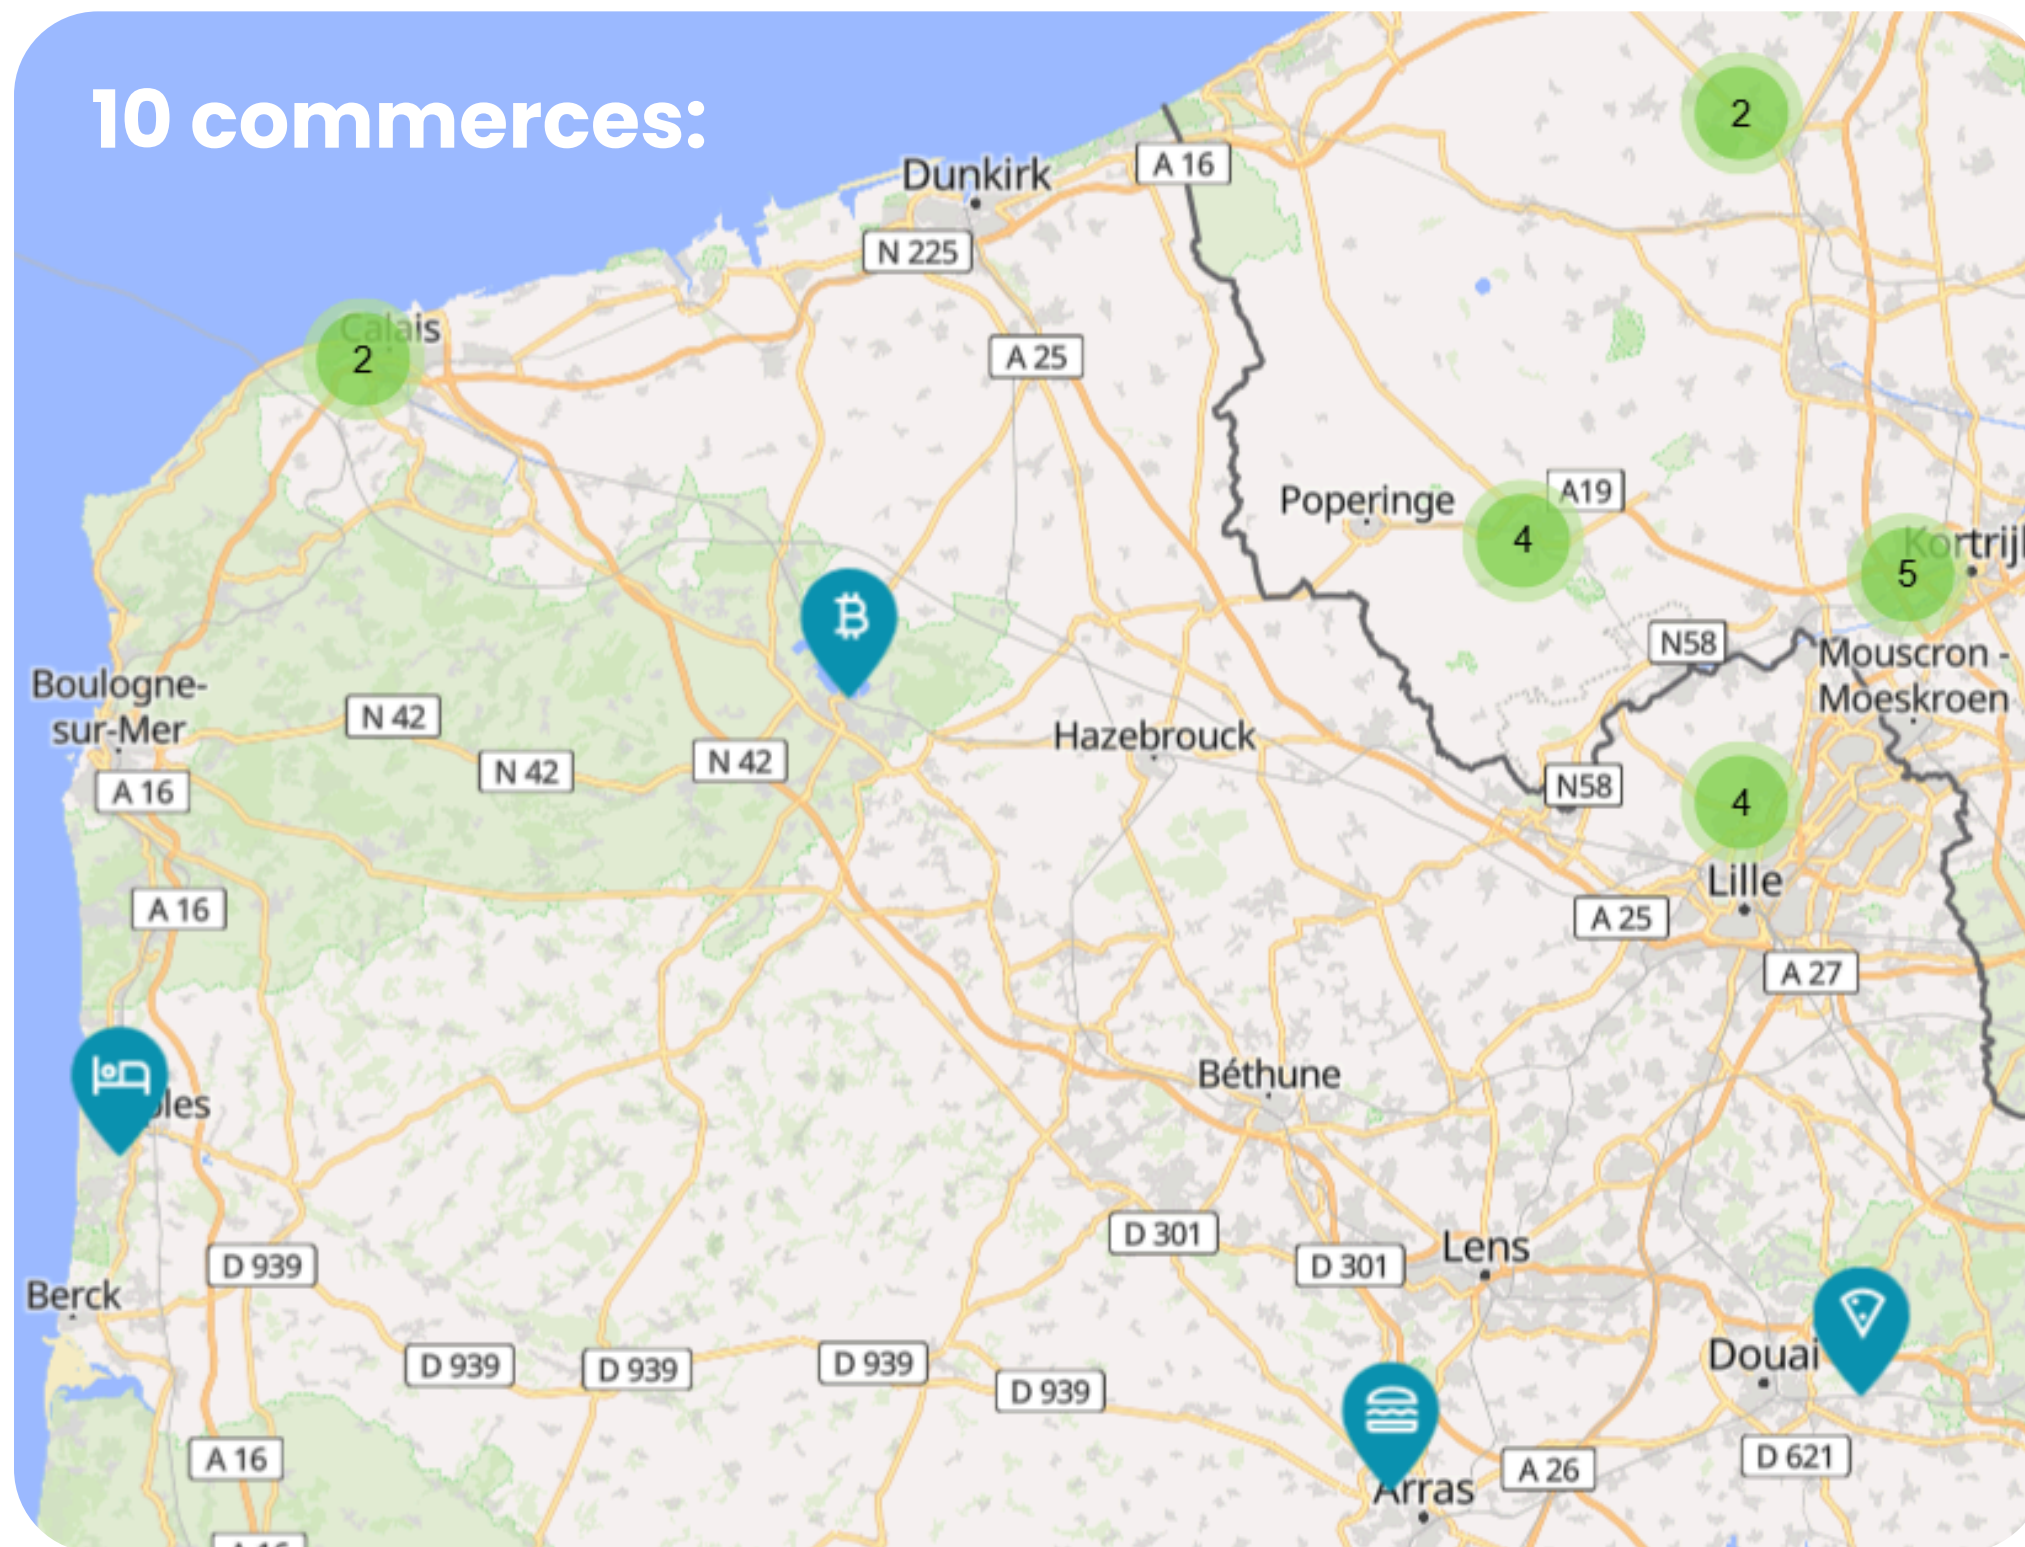 10 commerces:
2
Dunkirk
A 16
N 225
Calais
2
A 25
Poperinge
A19
4
Kortrij
5
N58
Mouscron -
Moeskroen
Boulogne-
sur-Mer
N 42
N 42
N 42
Hazebrouck
A 16
N58
4
Lille
A 16
A 25
A 27
Béthune
ples
D 301
Lens
D 939
D 301
Berck
Douai
D 939
D 939
D 939
D 939
A 16
A 26
D 621
Arras